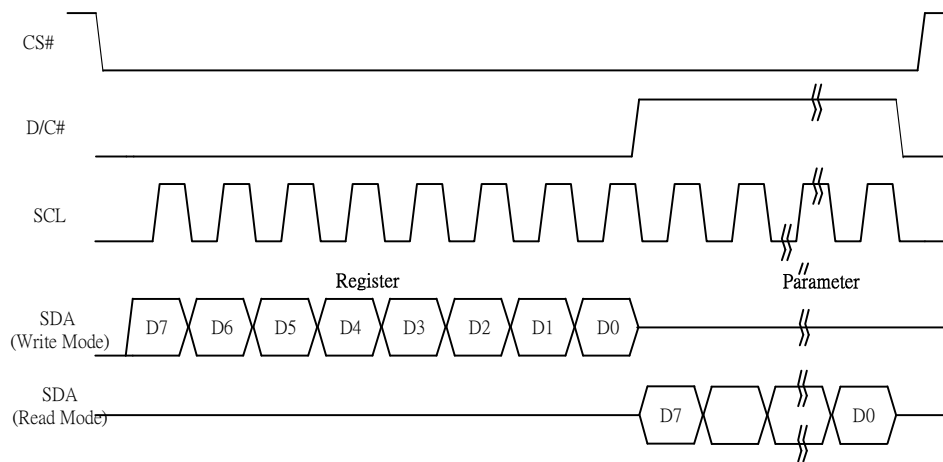 CS#
D/C#
SCL
Register Parameter
SDA
(Write Mode)
D7 D6 D5 D4 D3 D2 D1 D0
SDA
(Read Mode)
D7 D0